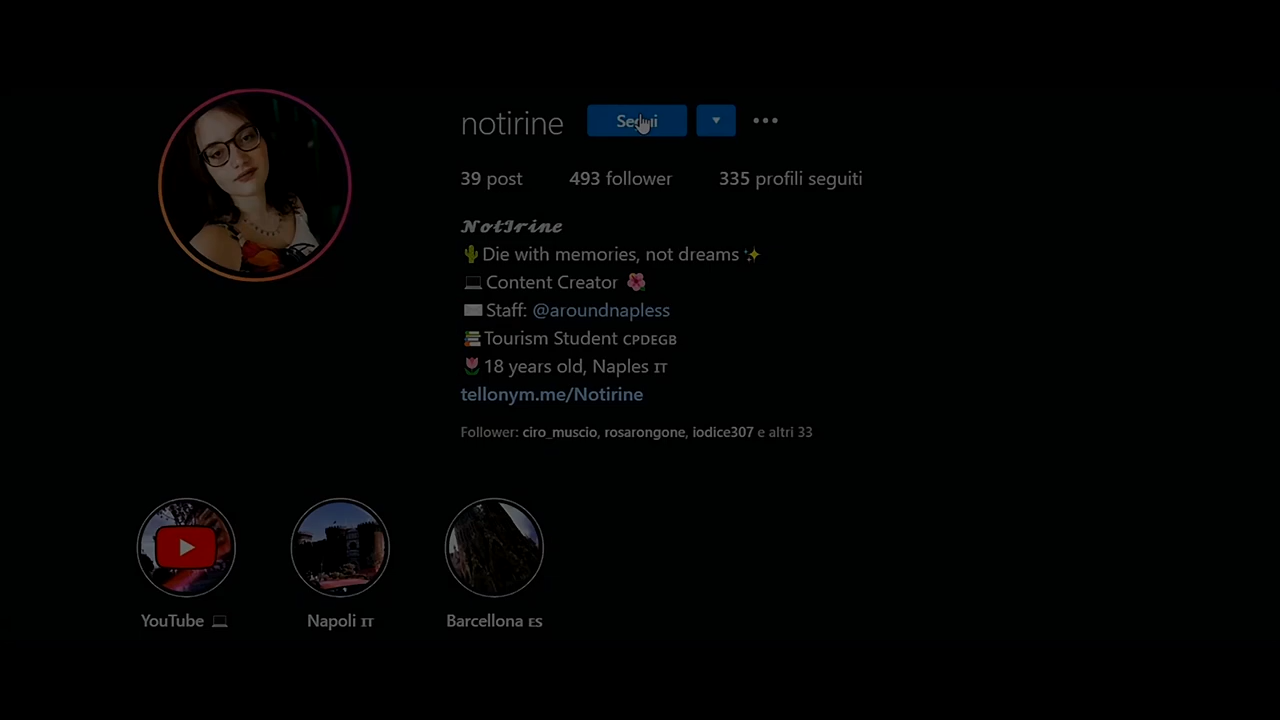 notirine Segui
39 post 493 follower 335 profili seguiti
𝓝𝓸𝓽𝓘𝓻𝓲𝓷𝓮
🌵Die with memories, not dreams✨
💻Content Creator 🌺
✉️Staff: @aroundnapless
📚Tourism Student CPDEGB
🌷18 years old, Naples IT
tellonym.me/Notirine
Follower: ciro_muscio, rosarongone, iodice307 e altri 33
YouTube 💻 Napoli IT Barcellona ES